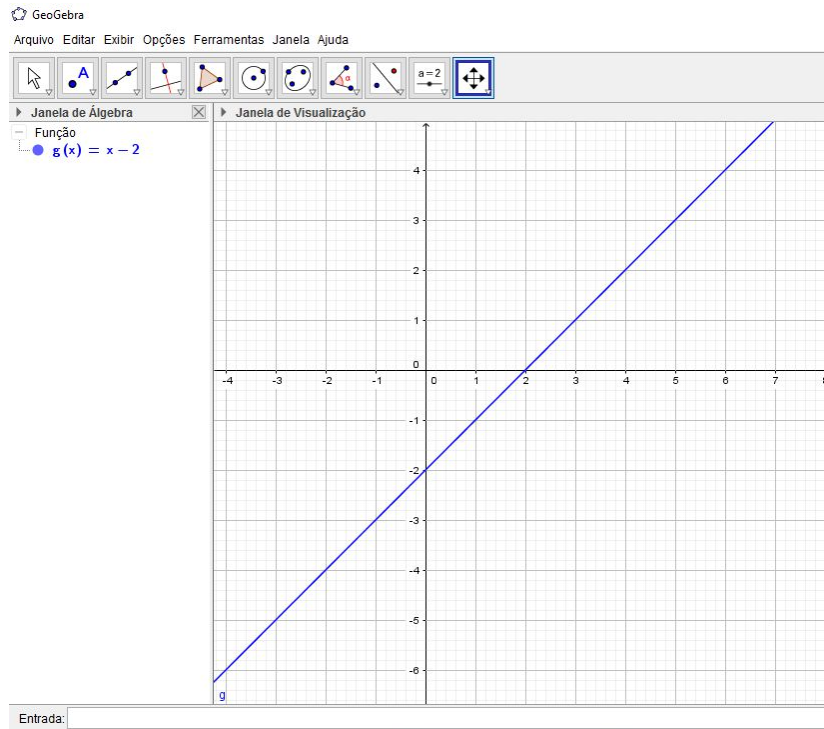 GeoGebra
Arquivo Editar Exibir Opções Ferramentas Janela Ajuda
A
α
a=2
Janela de Álgebra
Janela de Visualização
Função
g(x) = x − 2
4
3
2
1
0
-4 -3 -2 -1 0 1 2 3 4 5 6 7 8
-1
-2
-3
-4
-5
-6
g
Entrada: